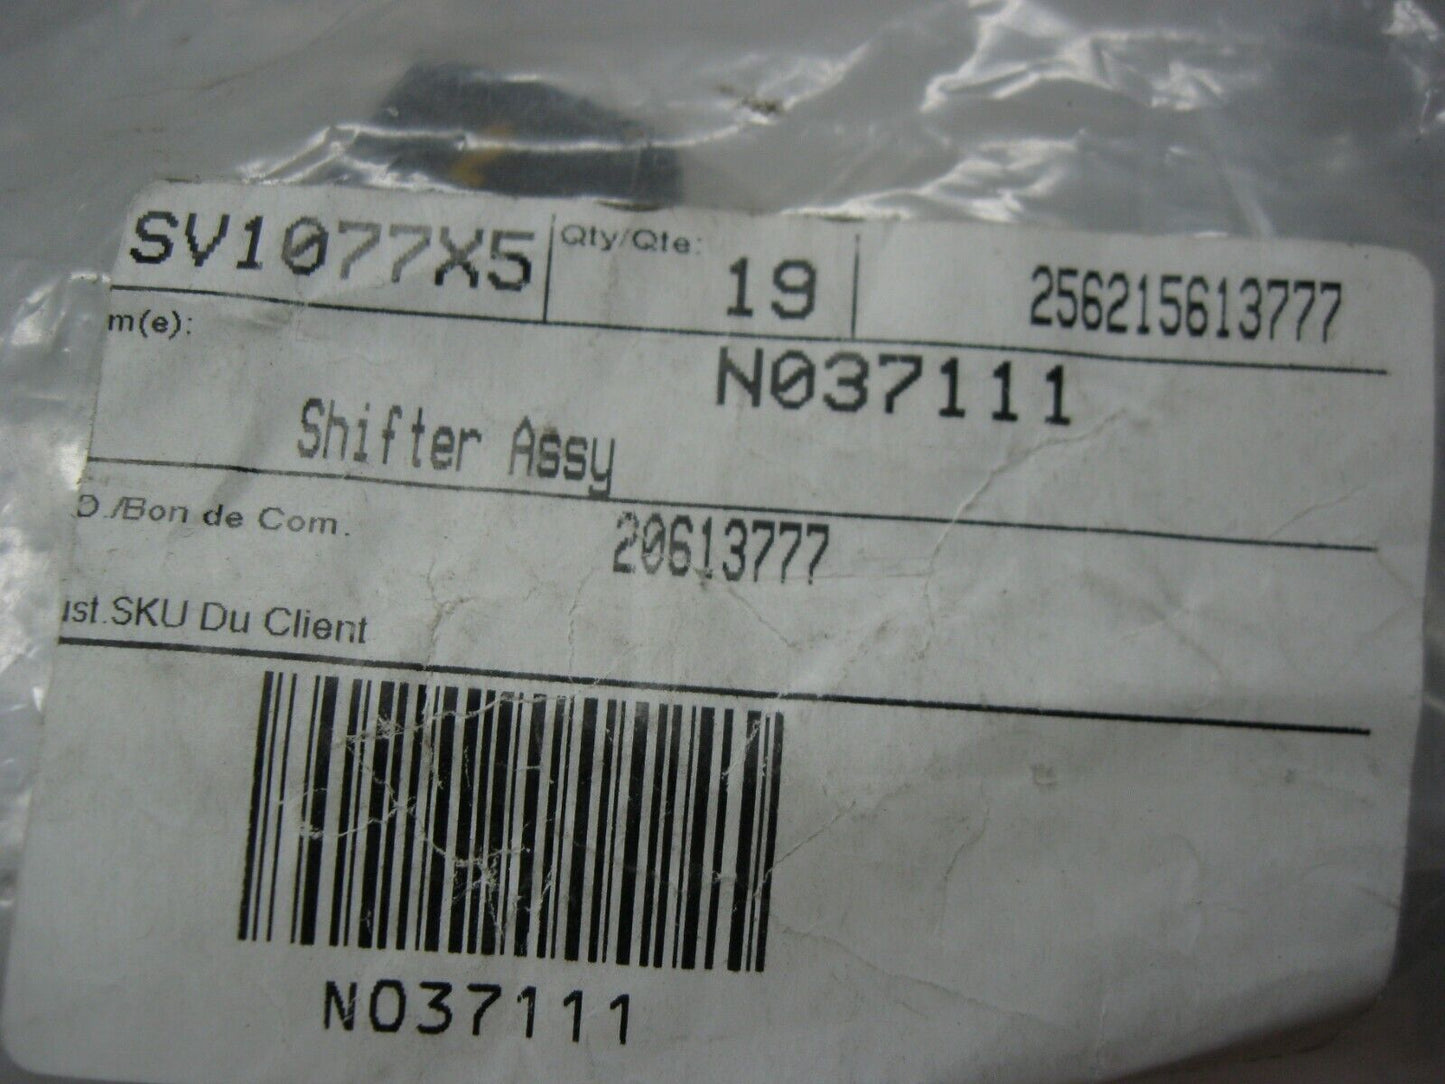 SV1077X5 Qty/Qte: 19 256215613777
m(e): N037111
Shifter Assy
O./Bon de Com. 20613777
ust.SKU Du Client
N037111